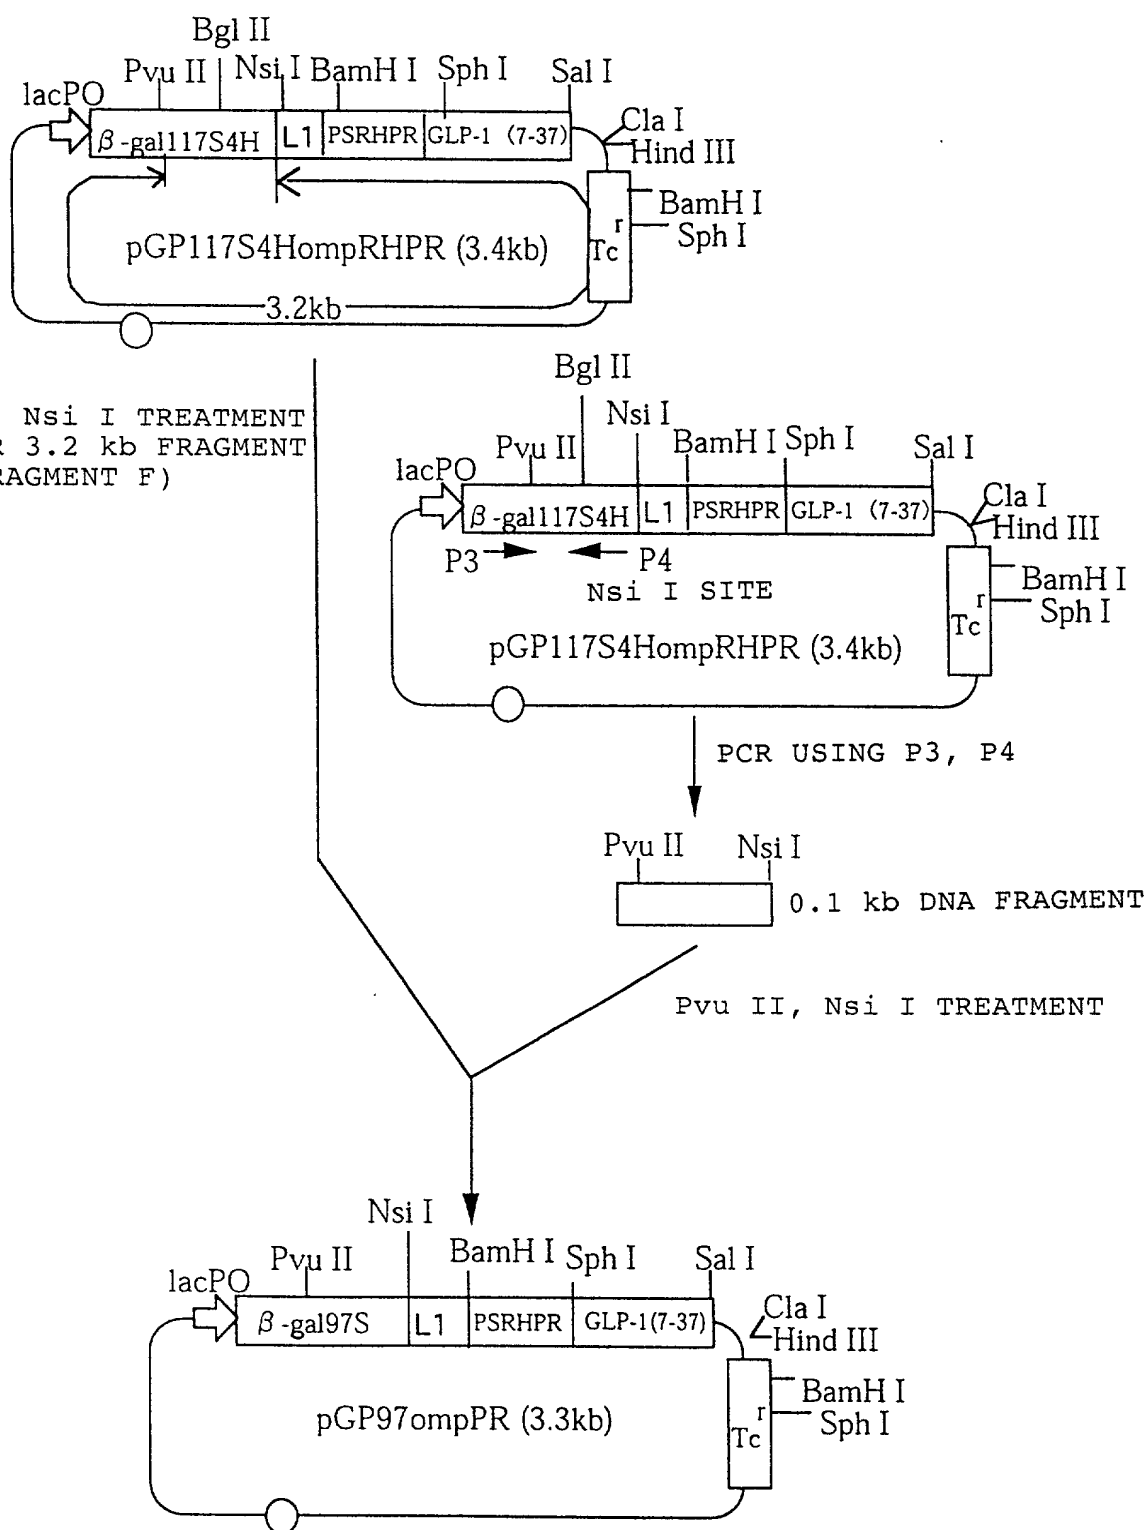 Bgl II
Pvu II Nsi I BamH I Sph I Sal I
lacPO
Cla I
Hind III
β-gal117S4H L1 PSRHPR GLP-1 (7-37)
BamH I
Sph I
Tc r
pGP117S4HompRHPR (3.4kb)
3.2kb
Nsi I TREATMENT
R 3.2 kb FRAGMENT
RAGMENT F)
Bgl II
Nsi I
Pvu II BamH I Sph I Sal I
lacPO
Cla I
Hind III
β-gal117S4H L1 PSRHPR GLP-1 (7-37)
P3 P4
Nsi I SITE
BamH I
Sph I
Tc r
pGP117S4HompRHPR (3.4kb)
PCR USING P3, P4
Pvu II Nsi I
0.1 kb DNA FRAGMENT
Pvu II, Nsi I TREATMENT
Nsi I
Pvu II BamH I Sph I Sal I
lacPO
Cla I
Hind III
β-gal97S L1 PSRHPR GLP-1(7-37)
BamH I
Sph I
Tc r
pGP97ompPR (3.3kb)